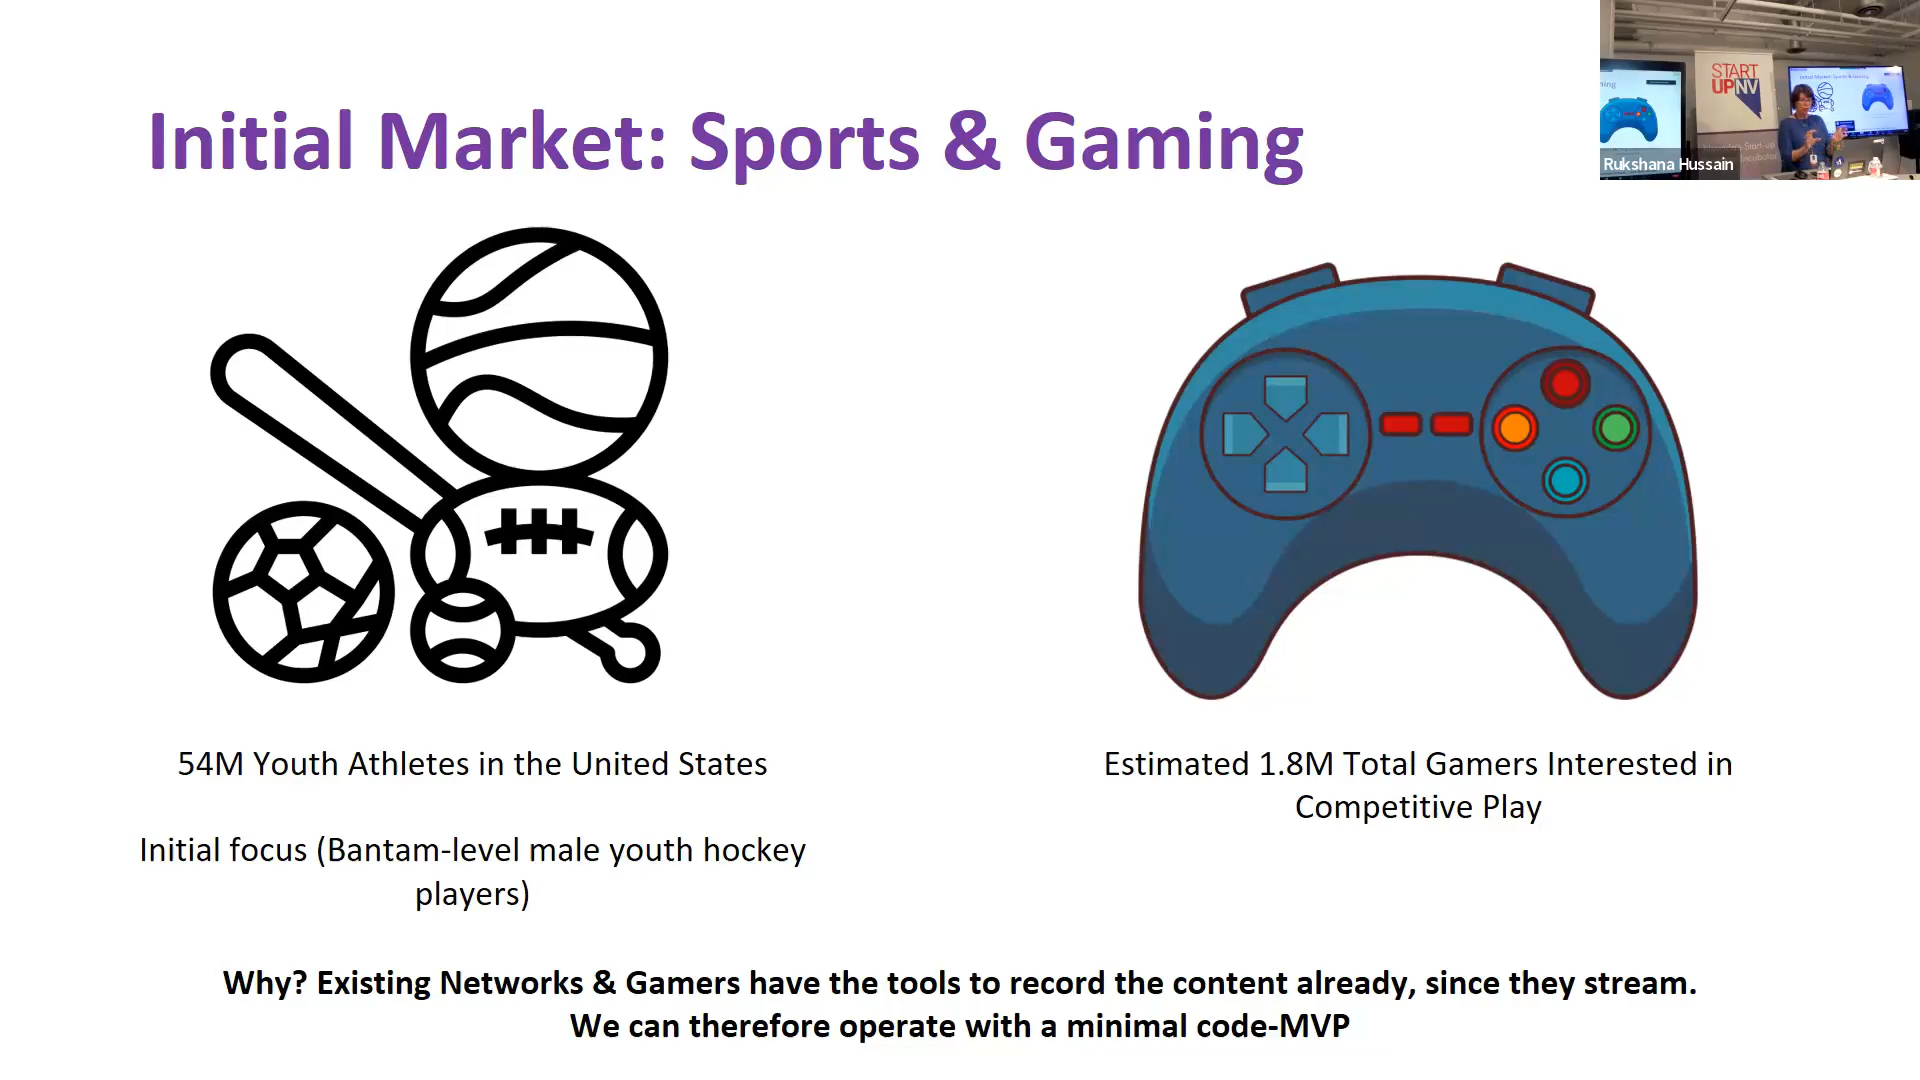 Initial Market: Sports & Gaming
START
UPNV
Rukshana Hussain
54M Youth Athletes in the United States
Initial focus (Bantam-level male youth hockey
players)
Estimated 1.8M Total Gamers Interested in
Competitive Play
Why? Existing Networks & Gamers have the tools to record the content already, since they stream.
We can therefore operate with a minimal code-MVP